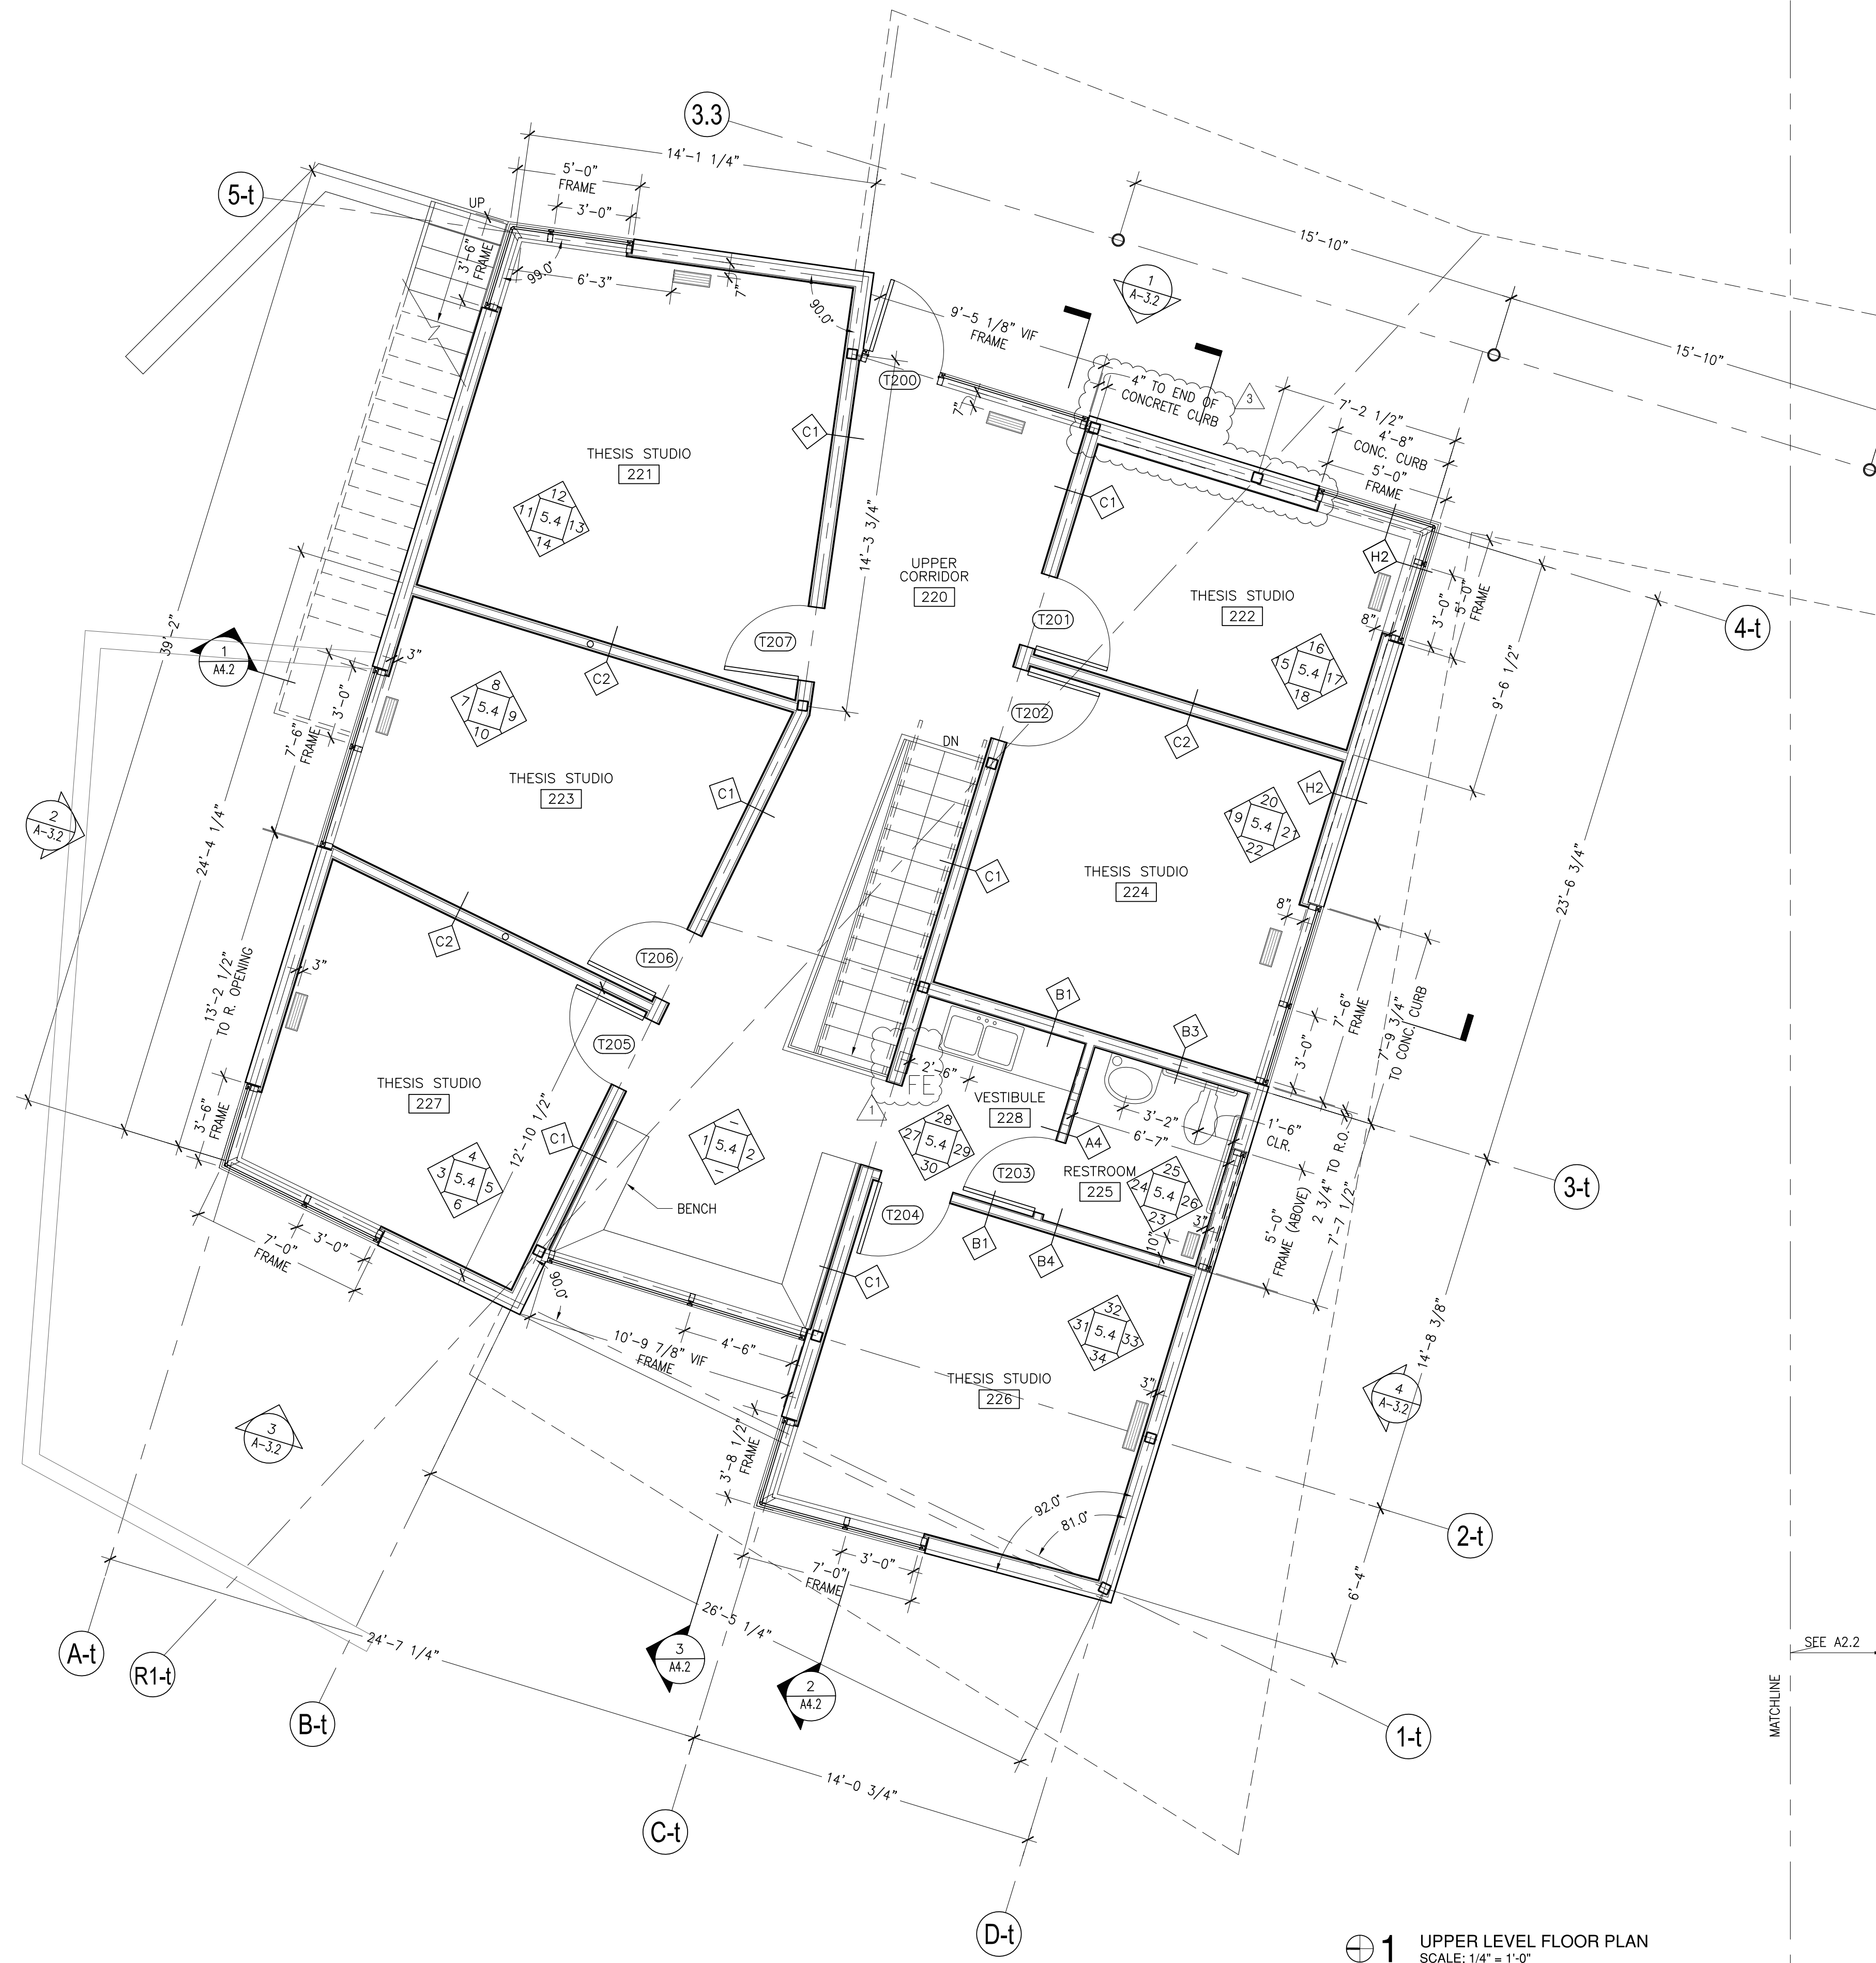 3.3
14'-1 1/4"
5'-0"
FRAME
3'-0"
5-t
UP
3'-6"
FRAME
99.0°
6'-3"
7"
90.0°
15'-10"
1
A-3.2
9'-5 1/8" VIF
FRAME
15'-10"
T200
7"
4" TO END OF
CONCRETE CURB
3
7'-2 1/2"
4'-8"
CONC. CURB
5'-0"
FRAME
C1
THESIS STUDIO
221
12
11 5.4 13
14
C1
14'-3 3/4"
H2
UPPER
CORRIDOR
220
THESIS STUDIO
222
3'-0"
5'-0"
FRAME
8"
4-t
39'-2"
T207
T201
1
A4.2
3"
C2
16
15 5.4 17
18
9'-6 1/2"
3'-0"
7'-6"
FRAME
8
7 5.4 9
10
T202
C2
DN
THESIS STUDIO
223
C1
H2
2
A-3.2
24'-4 1/4"
20
19 5.4 21
22
C1
THESIS STUDIO
224
23'-6 3/4"
8"
C2
T206
3"
13'-2 1/2"
TO R. OPENING
B1
B3
7'-6"
FRAME
7'-9 3/4"
TO CONC. CURB
3'-0"
T205
2'-6"
FE
THESIS STUDIO
227
VESTIBULE
228
1
3'-6"
FRAME
12'-10 1/2"
C1
1
5.4 2
28
27 5.4 29
30
3'-2"
6'-7"
1'-6"
CLR.
A4
4
3 5.4 5
6
RESTROOM
225
T203
25
24 5.4 26
23
3-t
BENCH
T204
B1
B4
3"
10"
5'-0"
FRAME (ABOVE)
2 3/4" TO R.O.
7'-7 1/2"
7'-0"
FRAME
3'-0"
90.0°
C1
10'-9 7/8" VIF
FRAME
4'-6"
32
31 5.4 33
34
14'-8 3/8"
THESIS STUDIO
226
3"
4
A-3.2
3
A-3.2
3'-8 1/2"
FRAME
92.0°
81.0°
2-t
7'-0"
FRAME
3'-0"
6'-4"
26'-5 1/4"
24'-7 1/4"
A-t
R1-t
3
A4.2
2
A4.2
SEE A2.2
MATCHLINE
B-t
1-t
14'-0 3/4"
C-t
D-t
1
UPPER LEVEL FLOOR PLAN
SCALE: 1/4" = 1'-0"